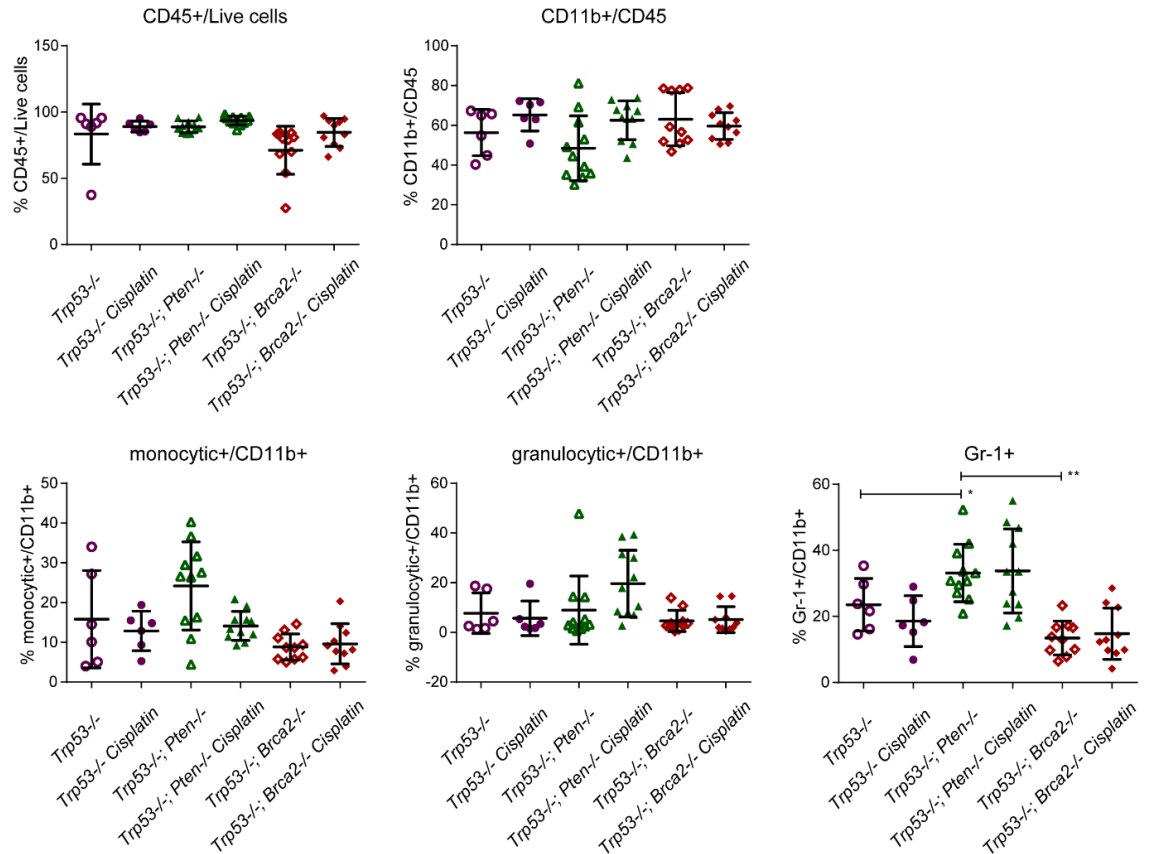 CD45+/Live cells
% CD45+/Live cells
150
100
50
0
Trp53-/-
Trp53-/- Cisplatin
Trp53-/-; Pten-/-
Trp53-/-; Pten-/- Cisplatin
Trp53-/-; Brca2-/-
Trp53-/-; Brca2-/- Cisplatin
CD11b+/CD45
% CD11b+/CD45
100
80
60
40
20
0
Trp53-/-
Trp53-/- Cisplatin
Trp53-/-; Pten-/-
Trp53-/-; Pten-/- Cisplatin
Trp53-/-; Brca2-/-
Trp53-/-; Brca2-/- Cisplatin
monocytic+/CD11b+
% monocytic+/CD11b+
50
40
30
20
10
0
Trp53-/-
Trp53-/- Cisplatin
Trp53-/-; Pten-/-
Trp53-/-; Pten-/- Cisplatin
Trp53-/-; Brca2-/-
Trp53-/-; Brca2-/- Cisplatin
granulocytic+/CD11b+
% granulocytic+/CD11b+
60
40
20
0
-20
Trp53-/-
Trp53-/- Cisplatin
Trp53-/-; Pten-/-
Trp53-/-; Pten-/- Cisplatin
Trp53-/-; Brca2-/-
Trp53-/-; Brca2-/- Cisplatin
Gr-1+
% Gr-1+/CD11b+
60
40
20
0
**
*
Trp53-/-
Trp53-/- Cisplatin
Trp53-/-; Pten-/-
Trp53-/-; Pten-/- Cisplatin
Trp53-/-; Brca2-/-
Trp53-/-; Brca2-/- Cisplatin